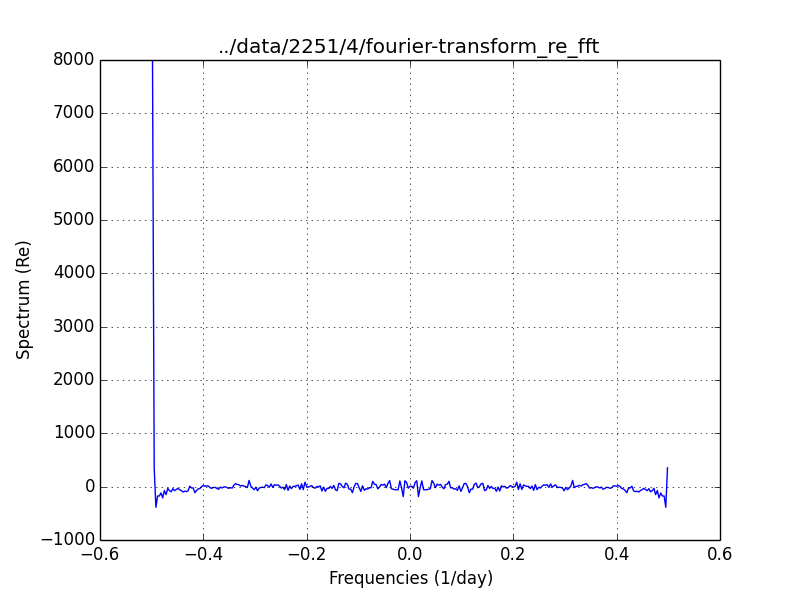 ../data/2251/4/fourier-transform_re_fft
8000
7000
6000
5000
4000
3000
2000
1000
0
−1000
Spectrum (Re)
−0.6 −0.4 −0.2 0.0 0.2 0.4 0.6
Frequencies (1/day)